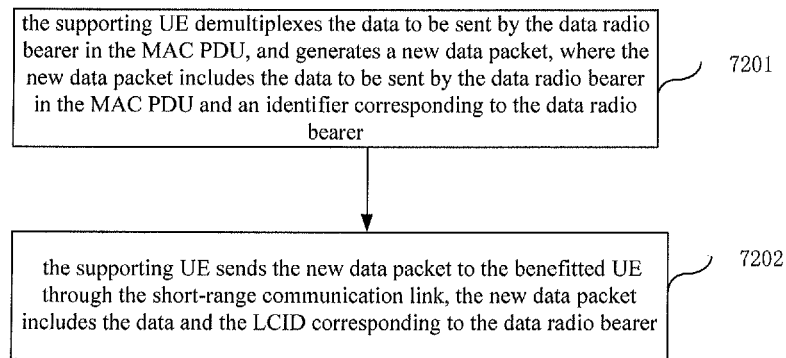 the supporting UE demultiplexes the data to be sent by the data radio
bearer in the MAC PDU, and generates a new data packet, where the
new data packet includes the data to be sent by the data radio bearer
in the MAC PDU and an identifier corresponding to the data radio
bearer
7201
the supporting UE sends the new data packet to the benefitted UE
through the short-range communication link, the new data packet
includes the data and the LCID corresponding to the data radio bearer
7202